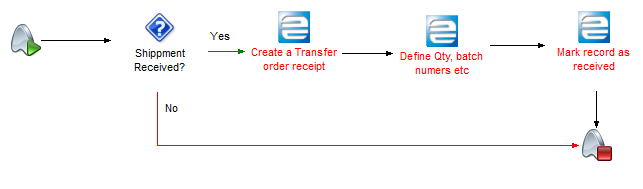 Shippment
Received?
Yes
Create a Transfer
order receipt
Define Qty, batch
numers etc
Mark record as
received
No